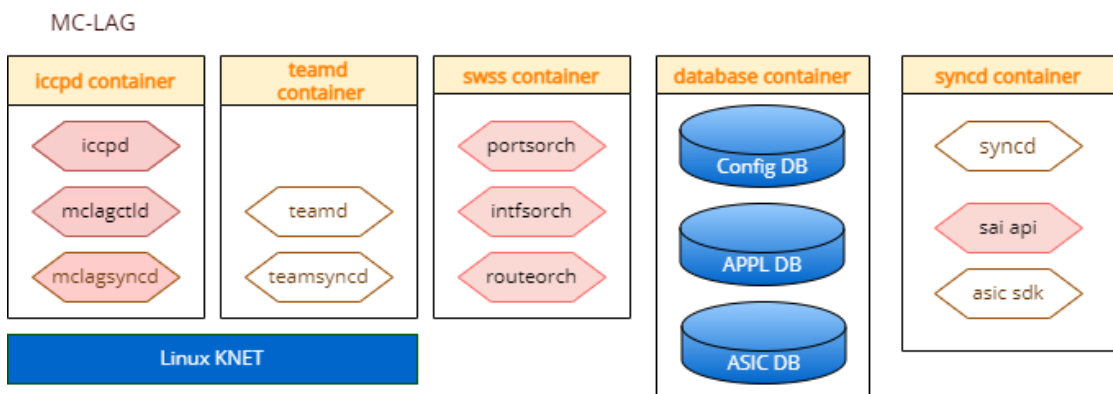 MC-LAG
iccpd container
teamd
container
swss container
database container
syncd container
iccpd
mclagctld
mclagsyncd
teamd
teamsyncd
portsorch
intfsorch
routeorch
Config DB
APPL DB
ASIC DB
syncd
sai api
asic sdk
Linux KNET